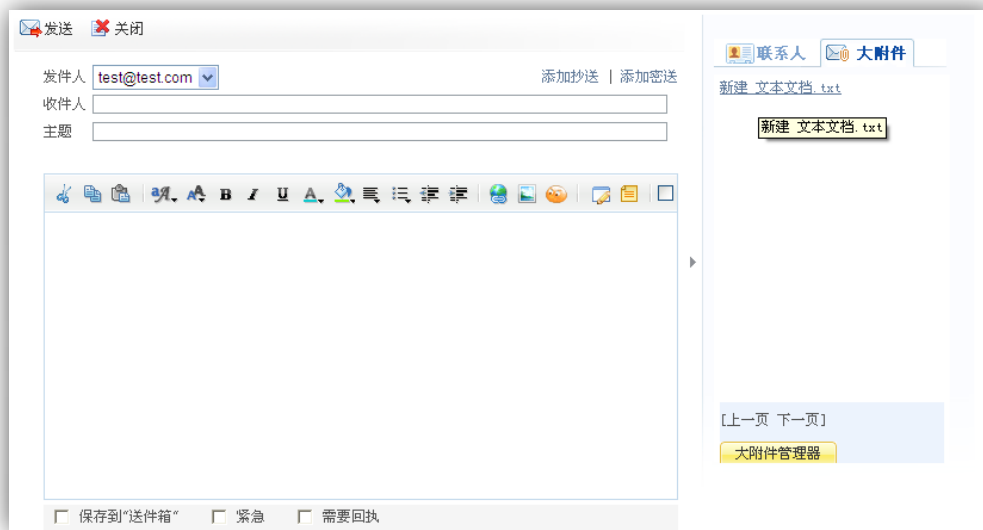 发送 关闭
发件人 test@test.com 添加抄送 | 添加密送
收件人
主题
B I U A
保存到“送件箱“ 紧急 需要回执
联系人 大附件
新建 文本文档.txt
新建 文本文档.txt
[上一页 下一页]
大附件管理器